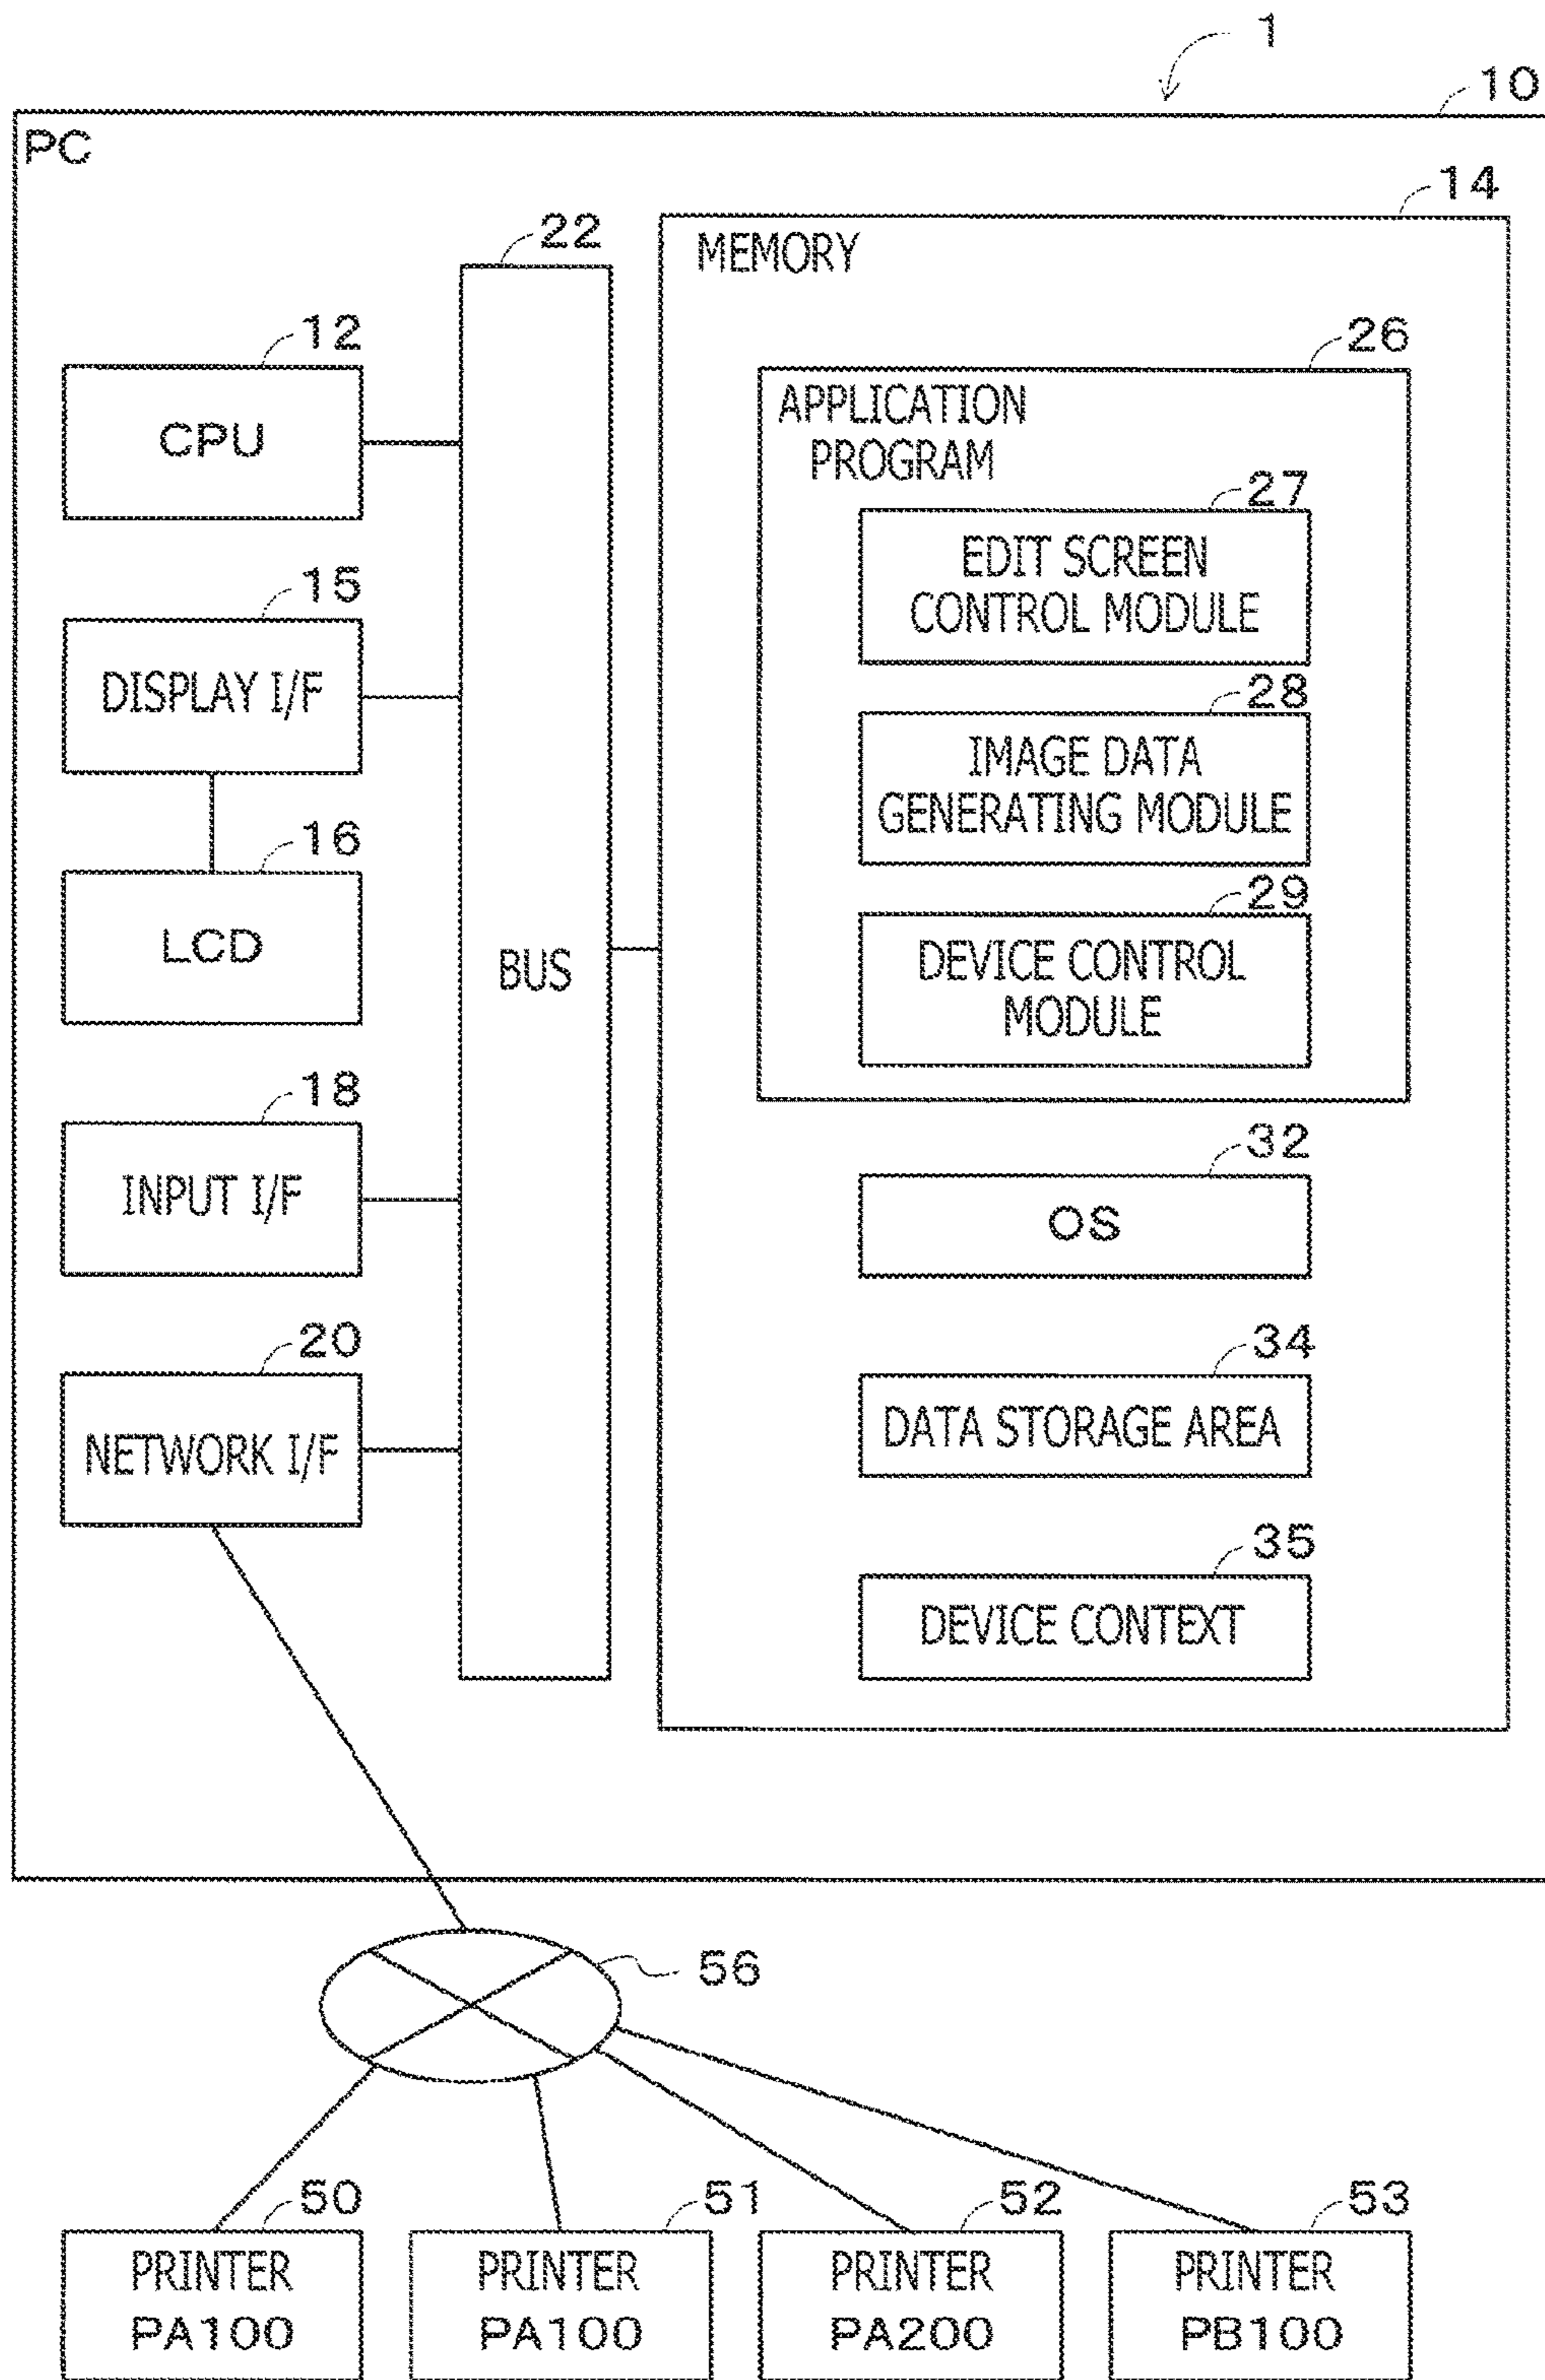 1
10
PC
14
22
MEMORY
12
CPU
26
APPLICATION
PROGRAM
27
EDIT SCREEN
CONTROL MODULE
15
DISPLAY I/F
28
IMAGE DATA
GENERATING MODULE
16
LCD
29
DEVICE CONTROL
MODULE
BUS
18
INPUT I/F
32
OS
20
NETWORK I/F
34
DATA STORAGE AREA
35
DEVICE CONTEXT
56
50
PRINTER
PA100
51
PRINTER
PA100
52
PRINTER
PA200
53
PRINTER
PB100